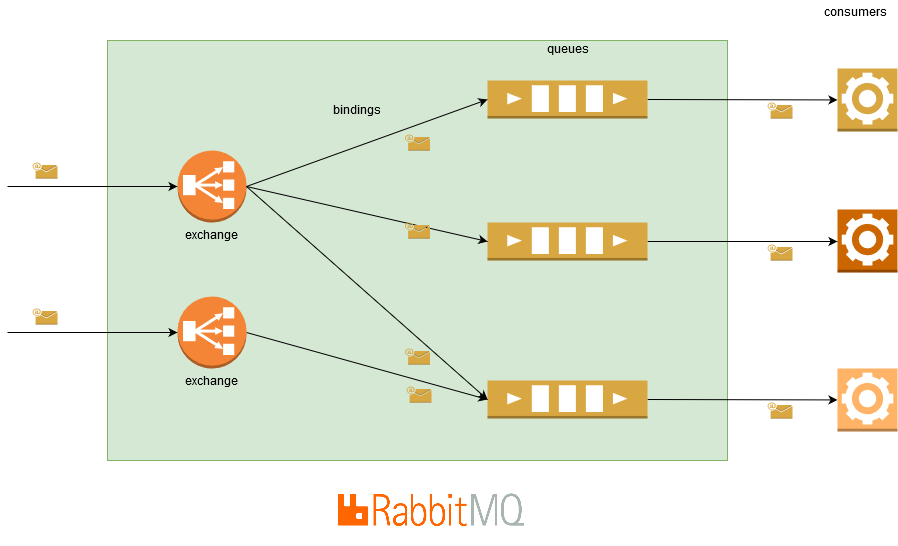 consumers
queues
bindings
exchange
exchange
RabbitMQ